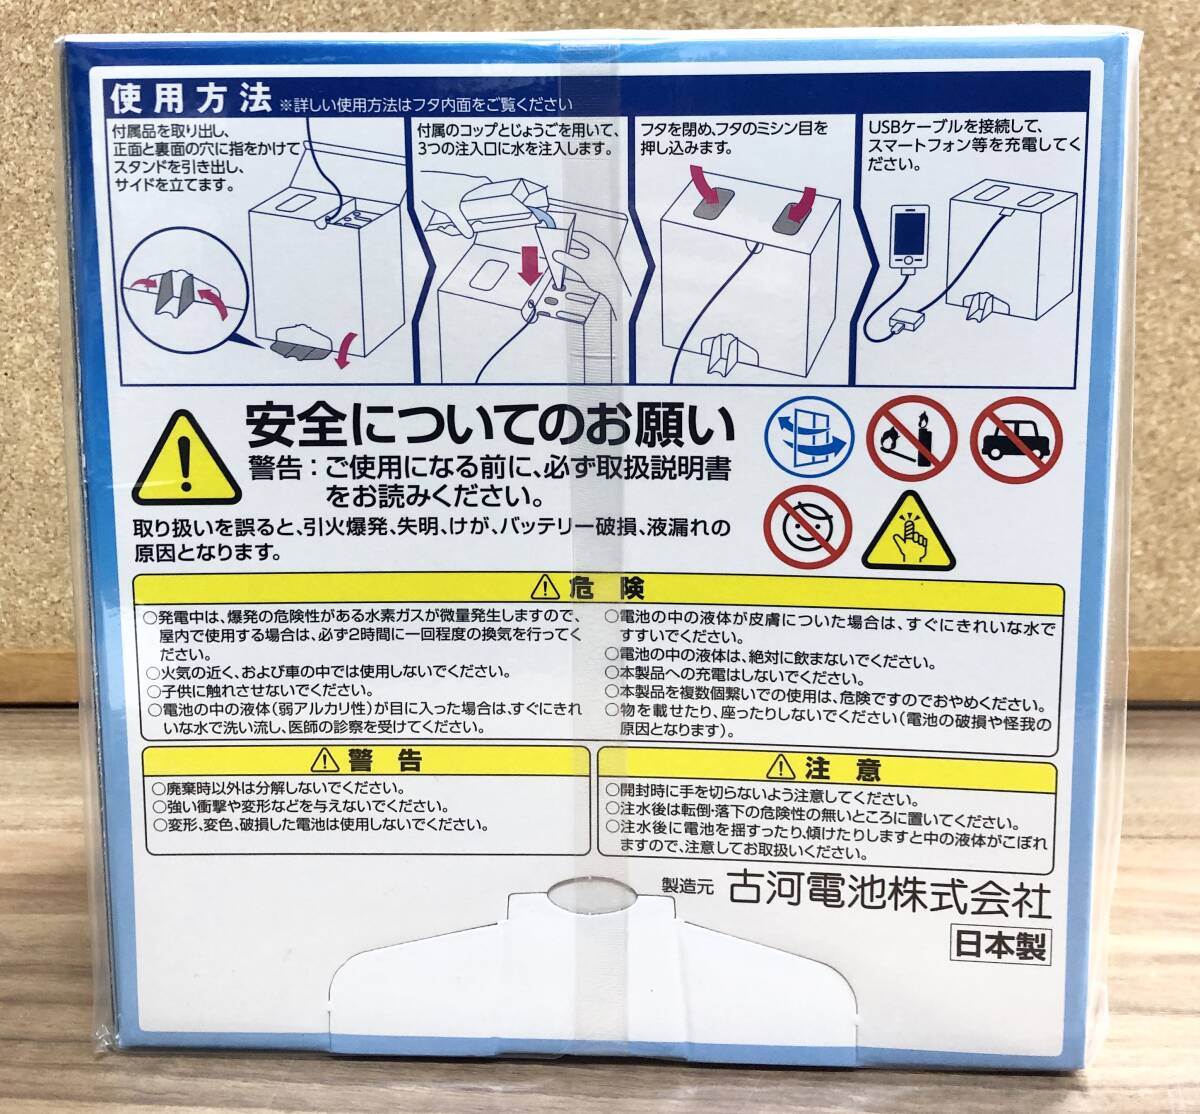 使用方法 ※詳しい使用方法はフタ内面をご覧ください
付属品を取り出し、
正面と裏面の穴に指をかけて
スタンドを引き出し、
サイドを立てます。
付属のコップとじょうごを用いて、
3つの注入口に水を注入します。
フタを閉め、フタのミシン目を
押し込みます。
USBケーブルを接続して、
スマートフォン等を充電してく
ださい。
安全についてのお願い
警告：ご使用になる前に、必ず取扱説明書
をお読みください。
取り扱いを誤ると、引火爆発、失明、けが、バッテリー破損、液漏れの
原因となります。
危険
○発電中は、爆発の危険性がある水素ガスが微量発生しますので、
屋内で使用する場合は、必ず2時間に一回程度の換気を行ってく
ださい。
○火気の近く、および車の中では使用しないでください。
○子供に触れさせないでください。
○電池の中の液体(弱アルカリ性)が目に入った場合は、すぐにきれ
いな水で洗い流し、医師の診察を受けてください。
○電池の中の液体が皮膚についた場合は、すぐにきれいな水で
すすいでください。
○電池の中の液体は、絶対に飲まないでください。
○本製品への充電はしないでください。
○本製品を複数個繋いでの使用は、危険ですのでおやめください。
○物を載せたり、座ったりしないでください(電池の破損や怪我の
原因となります)。
警告
○廃棄時以外は分解しないでください。
○強い衝撃や変形などを与えないでください。
○変形、変色、破損した電池は使用しないでください。
注意
○開封時に手を切らないよう注意してください。
○注水後は転倒・落下の危険性の無いところに置いてください。
○注水後に電池を揺すったり、傾けたりしますと中の液体がこぼれ
ますので、注意してお取扱いください。
製造元 古河電池株式会社
日本製